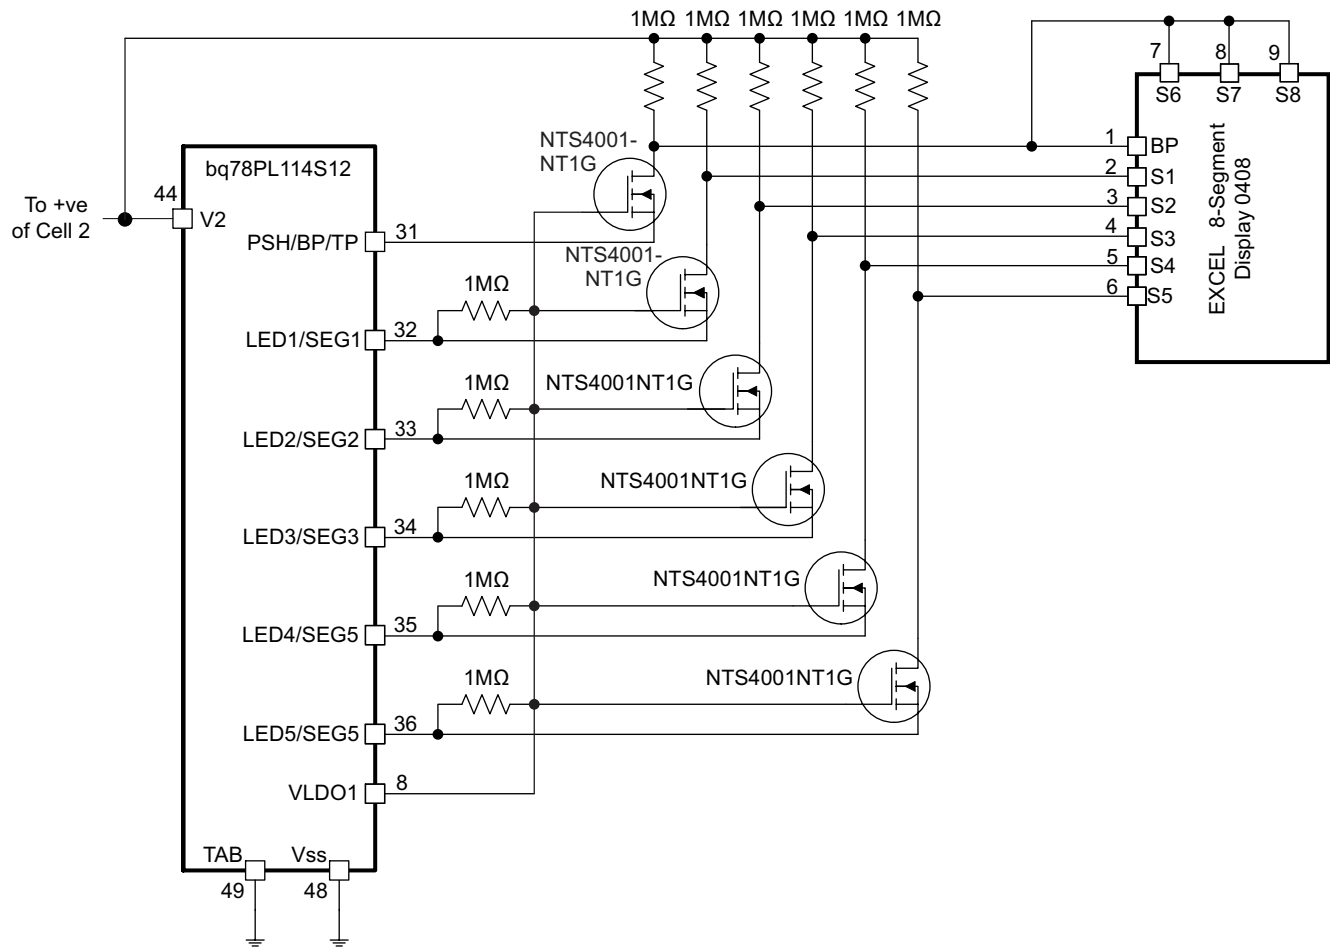 1MΩ 1MΩ 1MΩ 1MΩ 1MΩ 1MΩ
7
8
9
S6
S7
S8
NTS4001-
NT1G
1
BP
2
S1
3
S2
4
S3
5
S4
6
S5
EXCEL 8-Segment
Display 0408
bq78PL114S12
44
V2
To +ve
of Cell 2
PSH/BP/TP
31
NTS4001-
NT1G
1MΩ
LED1/SEG1
32
1MΩ
NTS4001NT1G
LED2/SEG2
33
1MΩ
NTS4001NT1G
LED3/SEG3
34
1MΩ
NTS4001NT1G
LED4/SEG5
35
1MΩ
NTS4001NT1G
LED5/SEG5
36
VLDO1
8
TAB
Vss
49
48